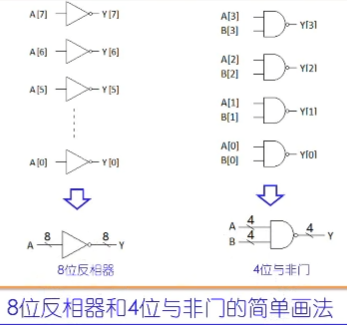 A[7] Y[7]
A[6] Y[6]
A[5] Y[5]
A[0] Y[0]
8 8
A Y
8位反相器
A[3]
B[3] Y[3]
A[2]
B[2] Y[2]
A[1]
B[1] Y[1]
A[0]
B[0] Y[0]
A 4
B 4 4 Y
4位与非门
8位反相器和4位与非门的简单画法